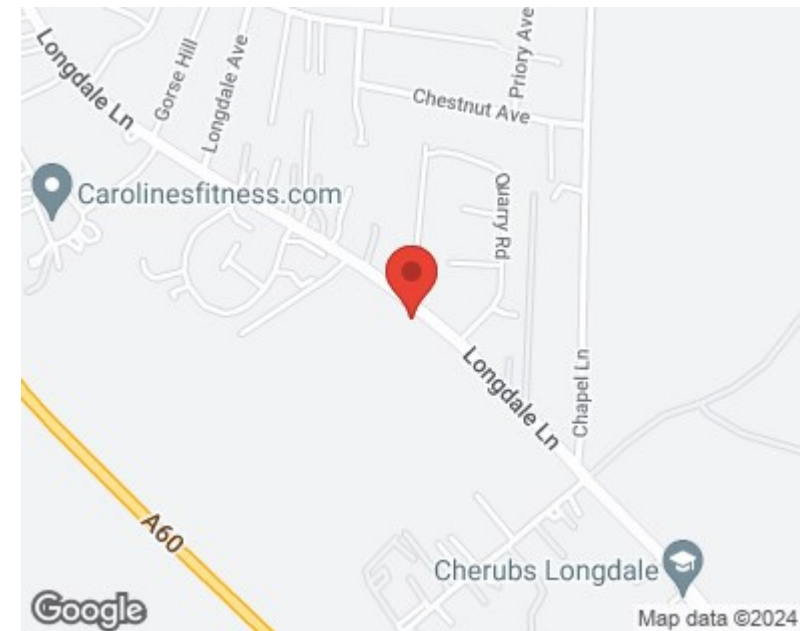 Longdale Ln
Gorse Hill
Longdale Ave
Priory Ave
Chestnut Ave
Carolinesfitness.com
Quarry Rd
Longdale Ln
Chapel Ln
A60
Cherubs Longdale
Google
Map data ©2024